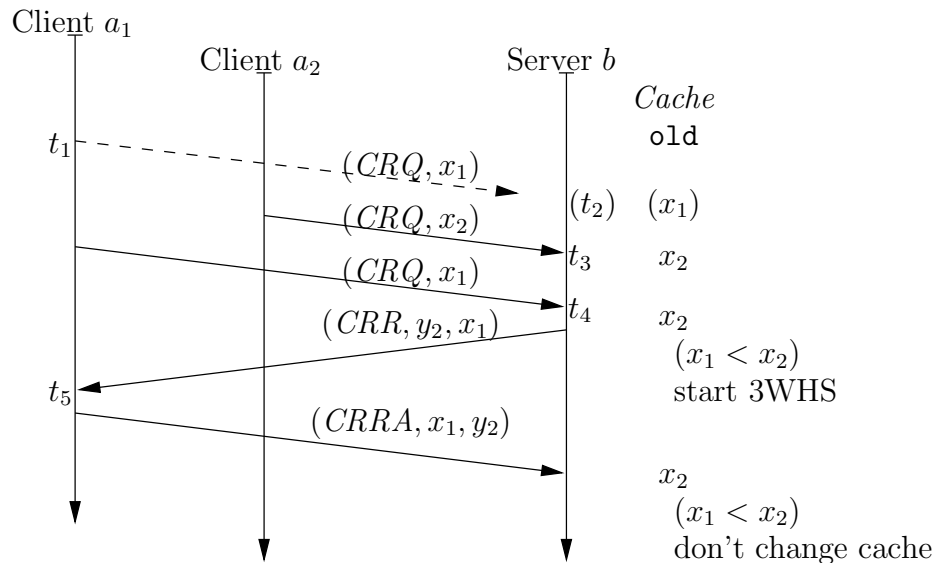 Client a₁
Client a₂
Server b
Cache
old
t₁
(CRQ, x₁)
(t₂) (x₁)
(CRQ, x₂)
t₃ x₂
(CRQ, x₁)
t₄ x₂
(CRR, y₂, x₁)
(x₁ < x₂)
t₅
start 3WHS
(CRRA, x₁, y₂)
x₂
(x₁ < x₂)
don't change cache